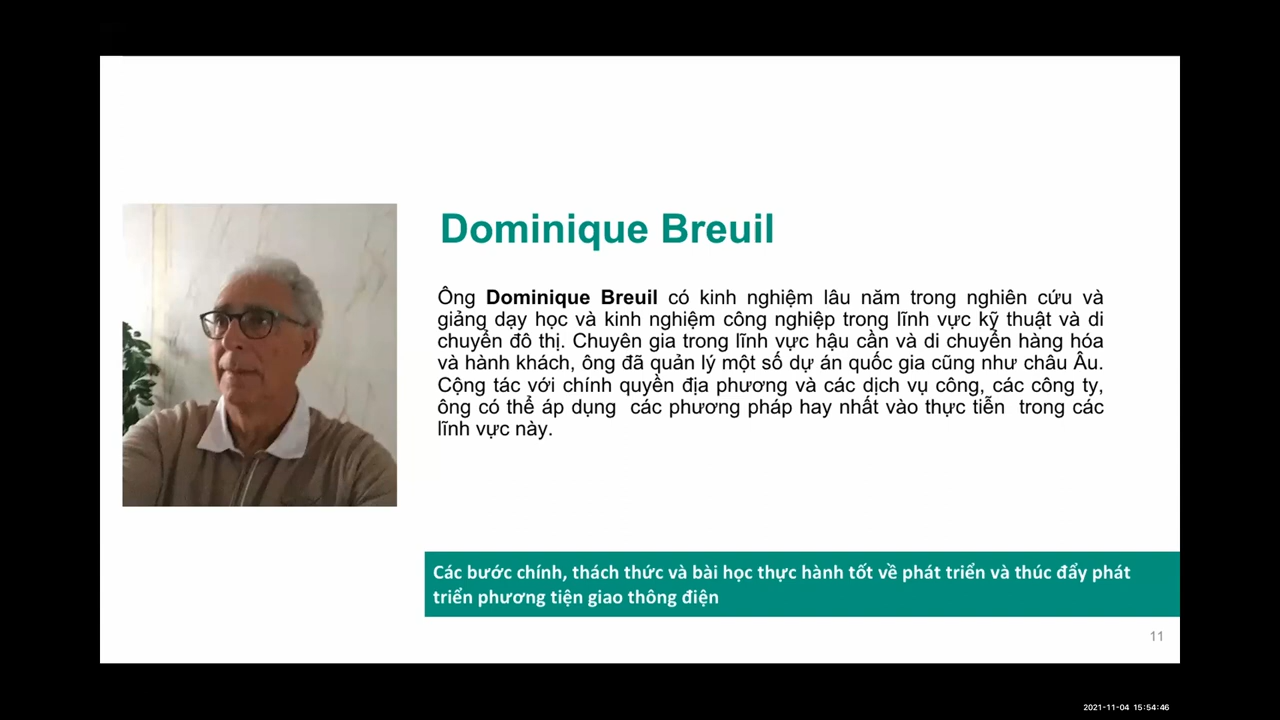 Dominique Breuil
Ông Dominique Breuil có kinh nghiệm lâu năm trong nghiên cứu và
giảng dạy học và kinh nghiệm công nghiệp trong lĩnh vực kỹ thuật và di
chuyển đô thị. Chuyên gia trong lĩnh vực hậu cần và di chuyển hàng hóa
và hành khách, ông đã quản lý một số dự án quốc gia cũng như châu Âu.
Cộng tác với chính quyền địa phương và các dịch vụ công, các công ty,
ông có thể áp dụng các phương pháp hay nhất vào thực tiễn trong các
lĩnh vực này.
Các bước chính, thách thức và bài học thực hành tốt về phát triển và thúc đẩy phát
triển phương tiện giao thông điện
11
2021-11-04 15:54:46